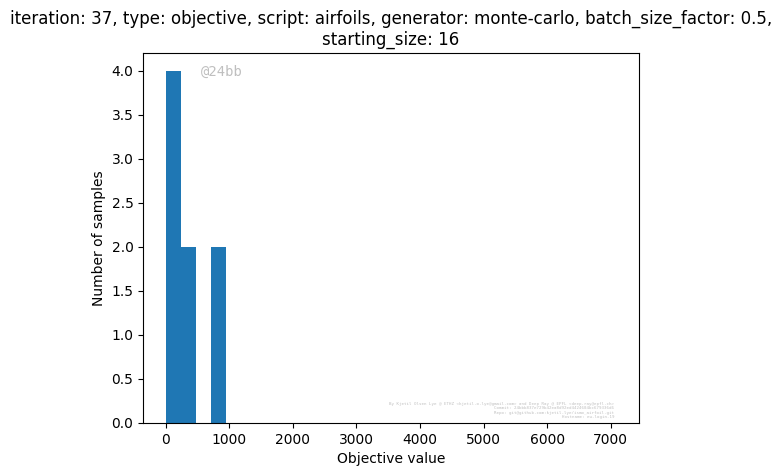 iteration: 37, type: objective, script: airfoils, generator: monte-carlo, batch_size_factor: 0.5,
starting_size: 16
@24bb
4.0
3.5
3.0
2.5
2.0
1.5
1.0
0.5
0.0
Number of samples
0 1000 2000 3000 4000 5000 6000 7000
Objective value